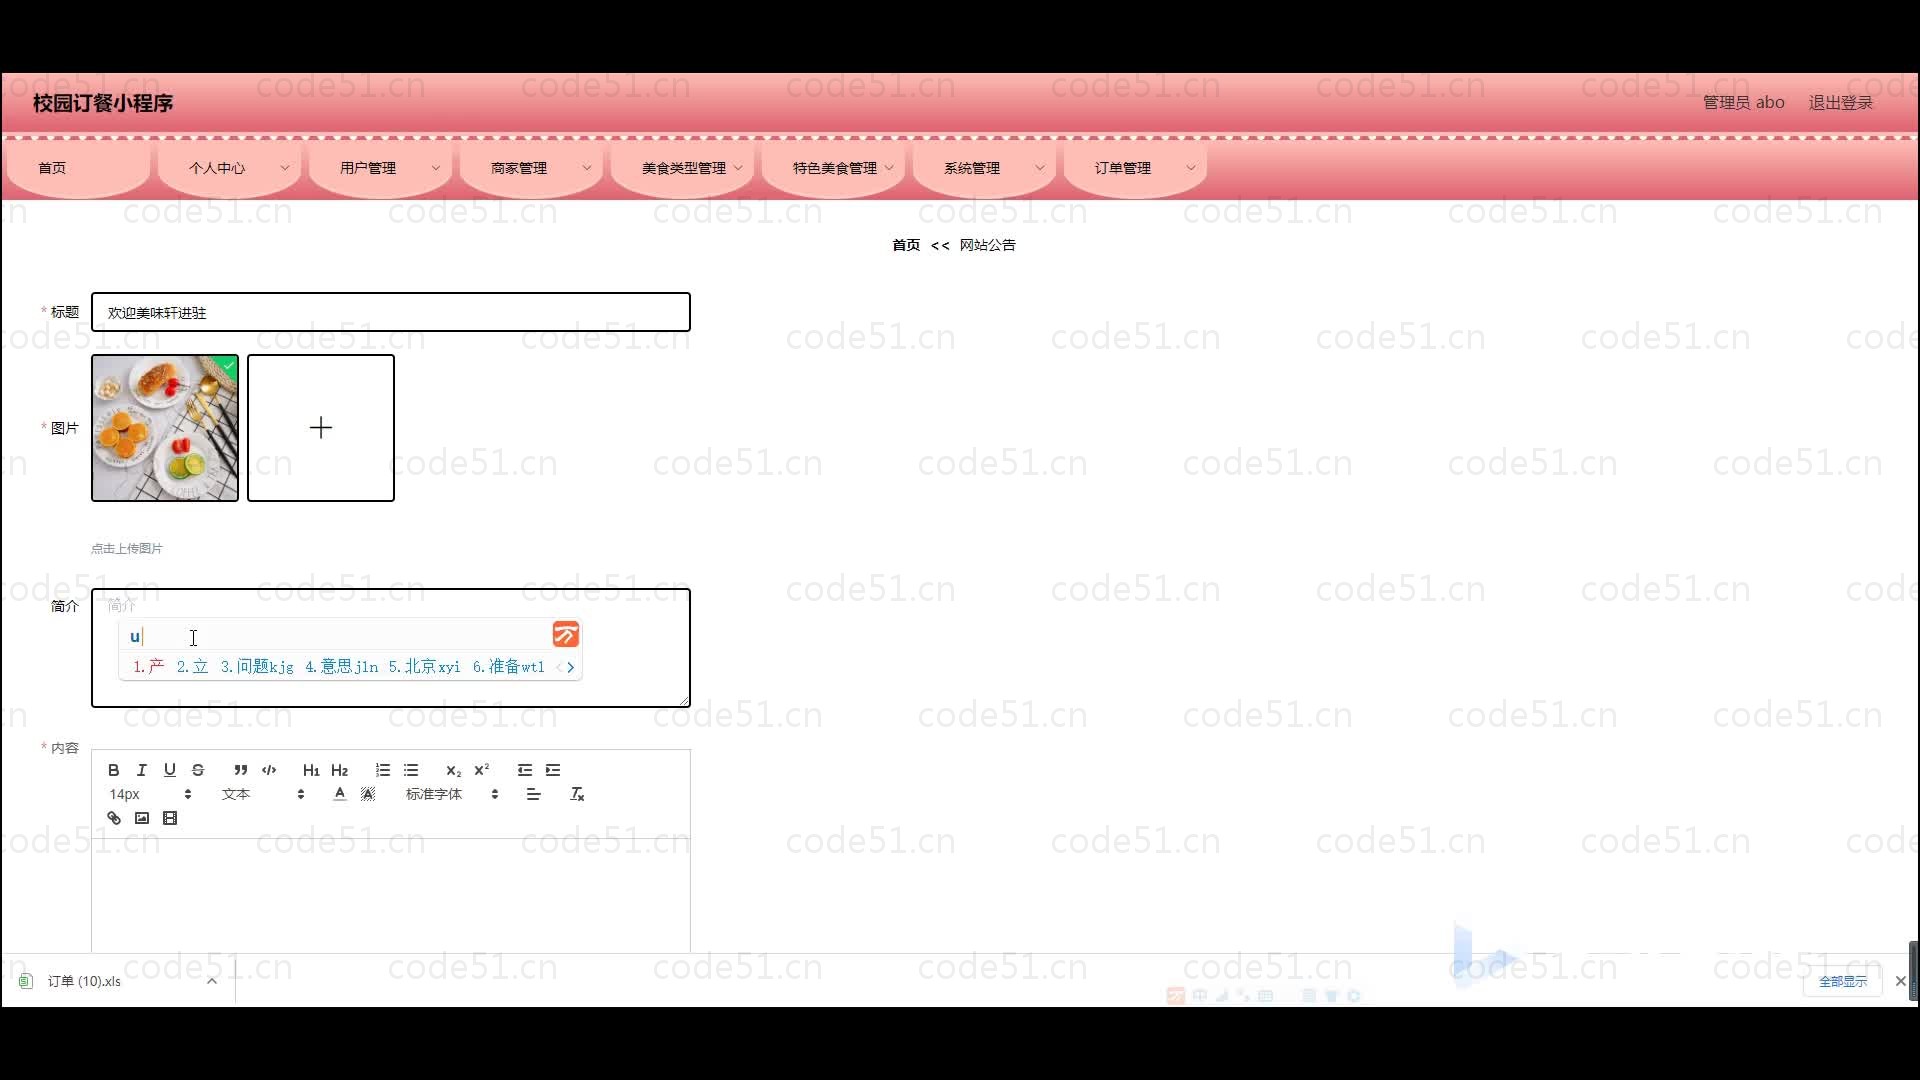 校园订餐小程序
管理员 abo 退出登录
首页 个人中心 用户管理 商家管理 美食类型管理 特色美食管理 系统管理 订单管理
首页 << 网站公告
* 标题 欢迎美味轩进驻
* 图片
点击上传图片
简介 简介
u
1.产 2.立 3.问题kjg 4.意思jln 5.北京xyi 6.准备wtl
* 内容
B I U S H1 H2 X2 X2
14px 文本 A A 标准字体 Tx
订单 (10).xls
全部显示
code51.cn